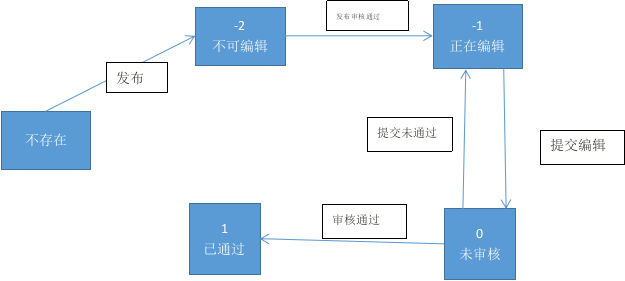 -2
不可编辑
发布审核通过
-1
正在编辑
发布
不存在
提交未通过
提交编辑
1
已通过
审核通过
0
未审核